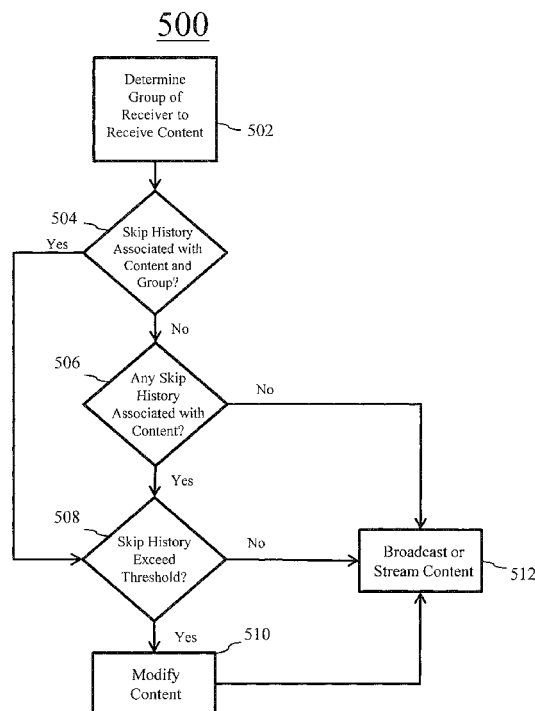 500
Determine
Group of
Receiver to
Receive Content
502
504
Yes
Skip History
Associated with
Content and
Group?
No
506
Any Skip
History
Associated with
Content?
No
Yes
508
Skip History
Exceed
Threshold?
No
Broadcast or
Stream Content
512
Yes
510
Modify
Content